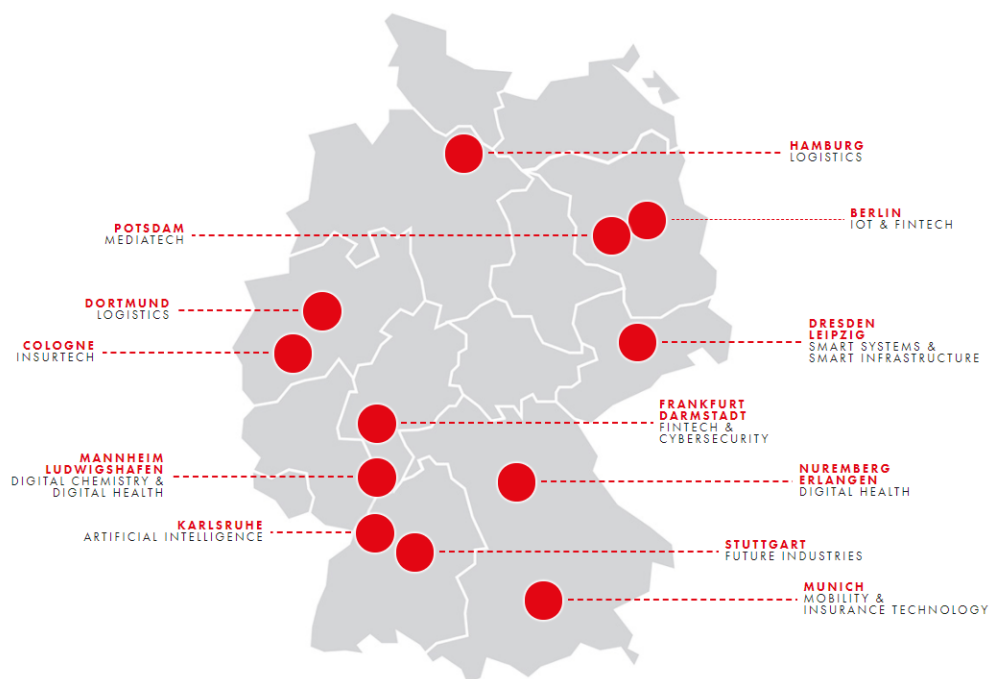 HAMBURG
LOGISTICS
BERLIN
IOT & FINTECH
POTSDAM
MEDIATECH
DORTMUND
LOGISTICS
COLOGNE
INSURTECH
DRESDEN
LEIPZIG
SMART SYSTEMS &
SMART INFRASTRUCTURE
FRANKFURT
DARMSTADT
FINTECH &
CYBERSECURITY
MANNHEIM
LUDWIGSHAFEN
DIGITAL CHEMISTRY &
DIGITAL HEALTH
NUREMBERG
ERLANGEN
DIGITAL HEALTH
KARLSRUHE
ARTIFICIAL INTELLIGENCE
STUTTGART
FUTURE INDUSTRIES
MUNICH
MOBILITY &
INSURANCE TECHNOLOGY